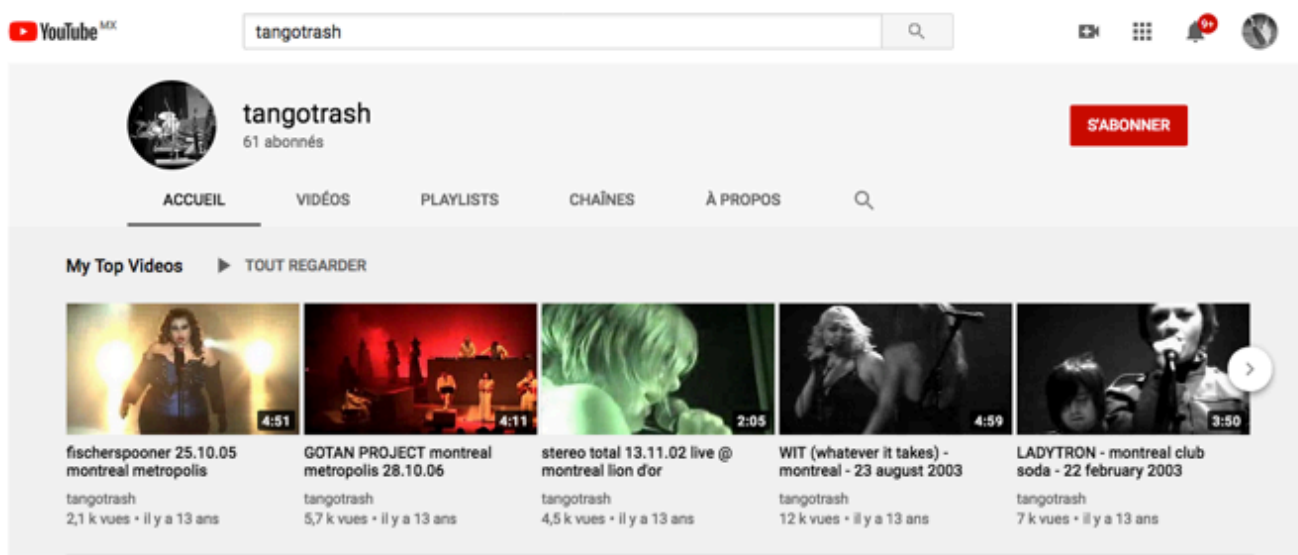 YouTube MX
tangotrash
9+
tangotrash
61 abonnés
S'ABONNER
ACCUEIL
VIDÉOS
PLAYLISTS
CHAÎNES
À PROPOS
My Top Videos
TOUT REGARDER
4:51
4:11
2:05
4:59
3:50
fischerspooner 25.10.05
montreal metropolis
tangotrash
2,1 k vues • il y a 13 ans
GOTAN PROJECT montreal
metropolis 28.10.06
tangotrash
5,7 k vues • il y a 13 ans
stereo total 13.11.02 live @
montreal lion d'or
tangotrash
4,5 k vues • il y a 13 ans
WIT (whatever it takes) -
montreal - 23 august 2003
tangotrash
12 k vues • il y a 13 ans
LADYTRON - montreal club
soda - 22 february 2003
tangotrash
7 k vues • il y a 13 ans